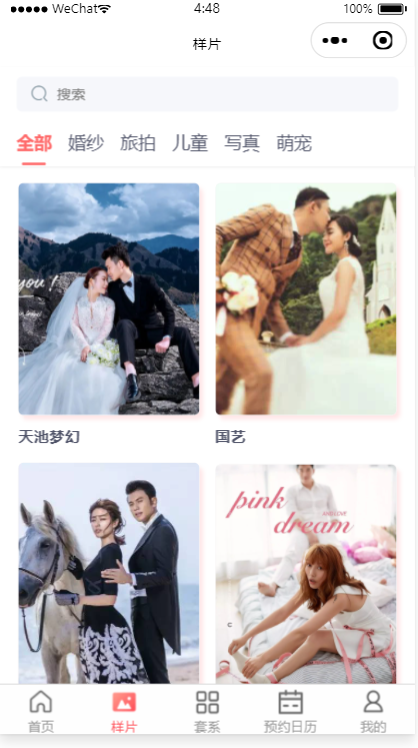 WeChat
4:48
100%
样片
搜索
全部 婚纱 旅拍 儿童 写真 萌宠
you !
天池梦幻
国艺
pink
dream
c
首页 样片 套系 预约日历 我的